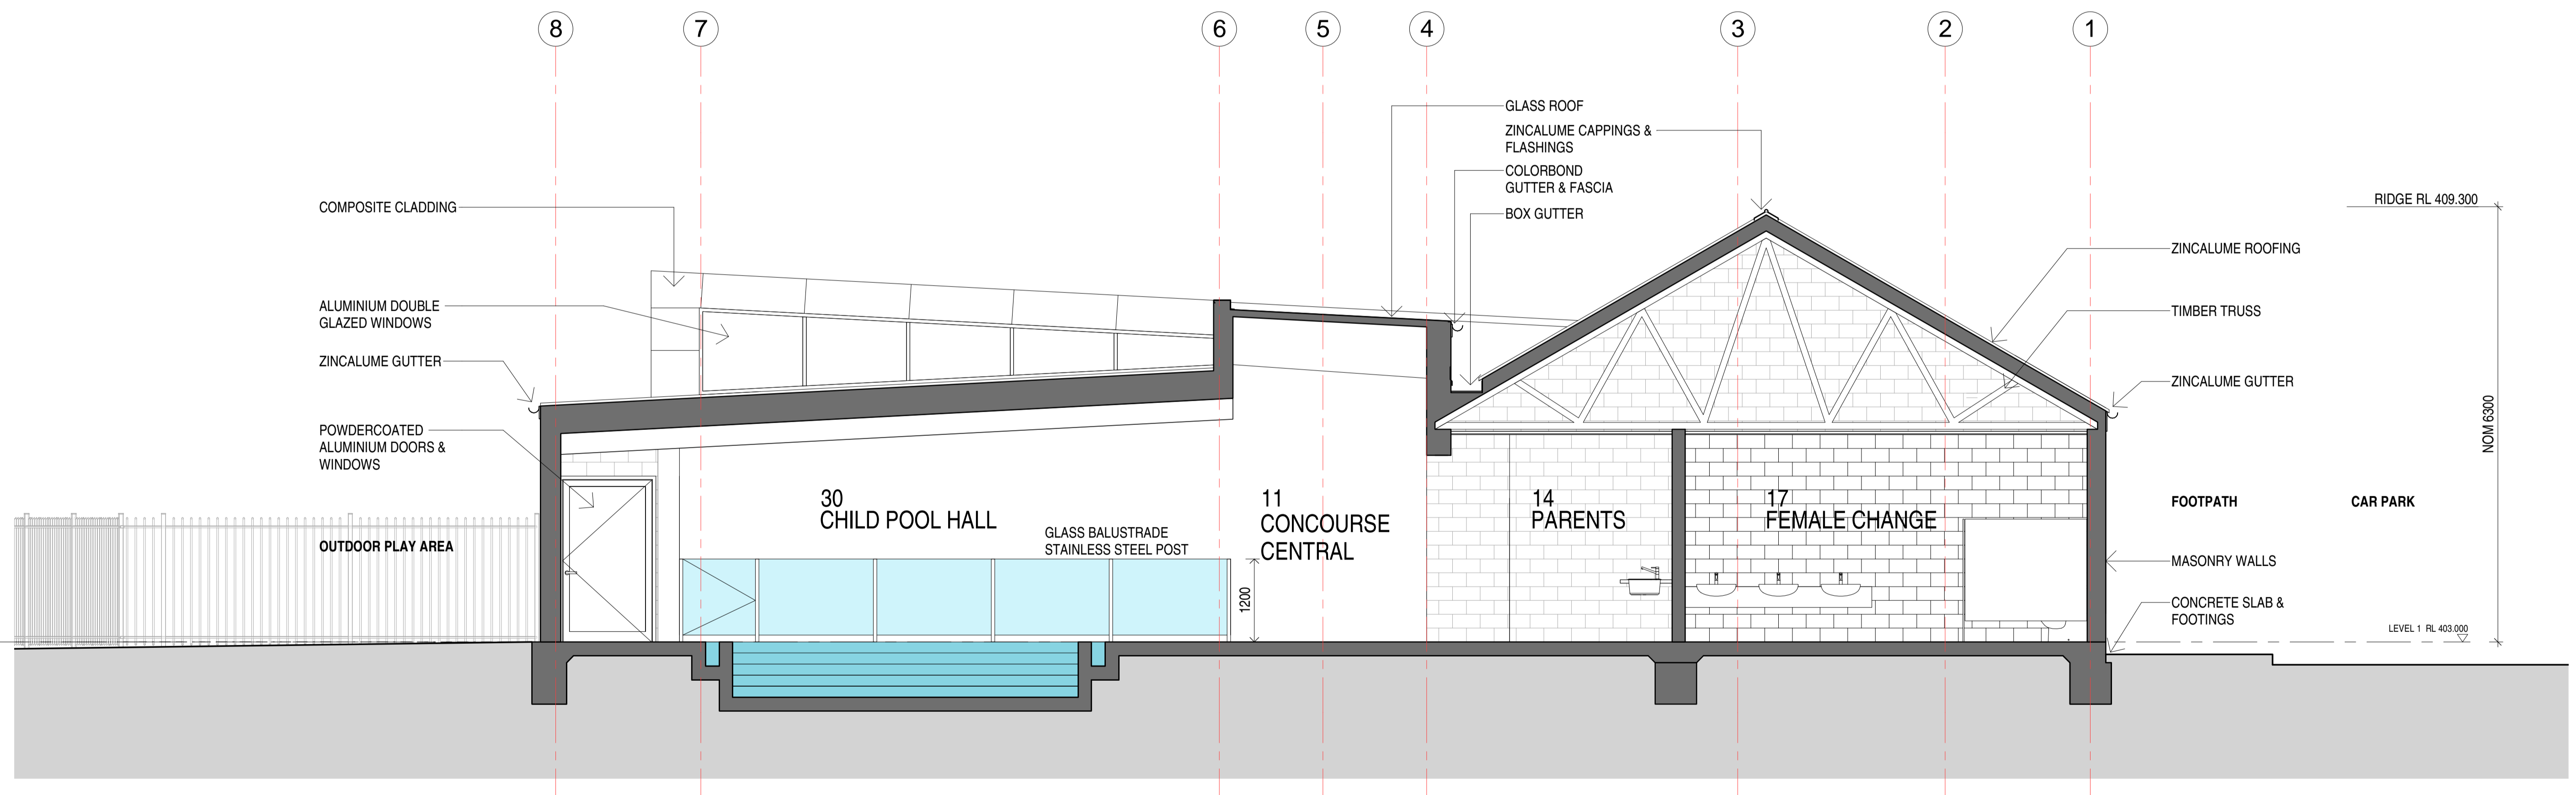 8
7
6
5
4
3
2
1
GLASS ROOF
ZINCALUME CAPPINGS &
FLASHINGS
COLORBOND
GUTTER & FASCIA
BOX GUTTER
COMPOSITE CLADDING
ALUMINIUM DOUBLE
GLAZED WINDOWS
ZINCALUME GUTTER
POWDERCOATED
ALUMINIUM DOORS &
WINDOWS
OUTDOOR PLAY AREA
30
CHILD POOL HALL
GLASS BALUSTRADE
STAINLESS STEEL POST
1200
11
CONCOURSE
CENTRAL
14
PARENTS
17
FEMALE CHANGE
RIDGE RL 409.300
ZINCALUME ROOFING
TIMBER TRUSS
ZINCALUME GUTTER
NOM 6300
FOOTPATH
CAR PARK
MASONRY WALLS
CONCRETE SLAB &
FOOTINGS
LEVEL 1 RL 403.000